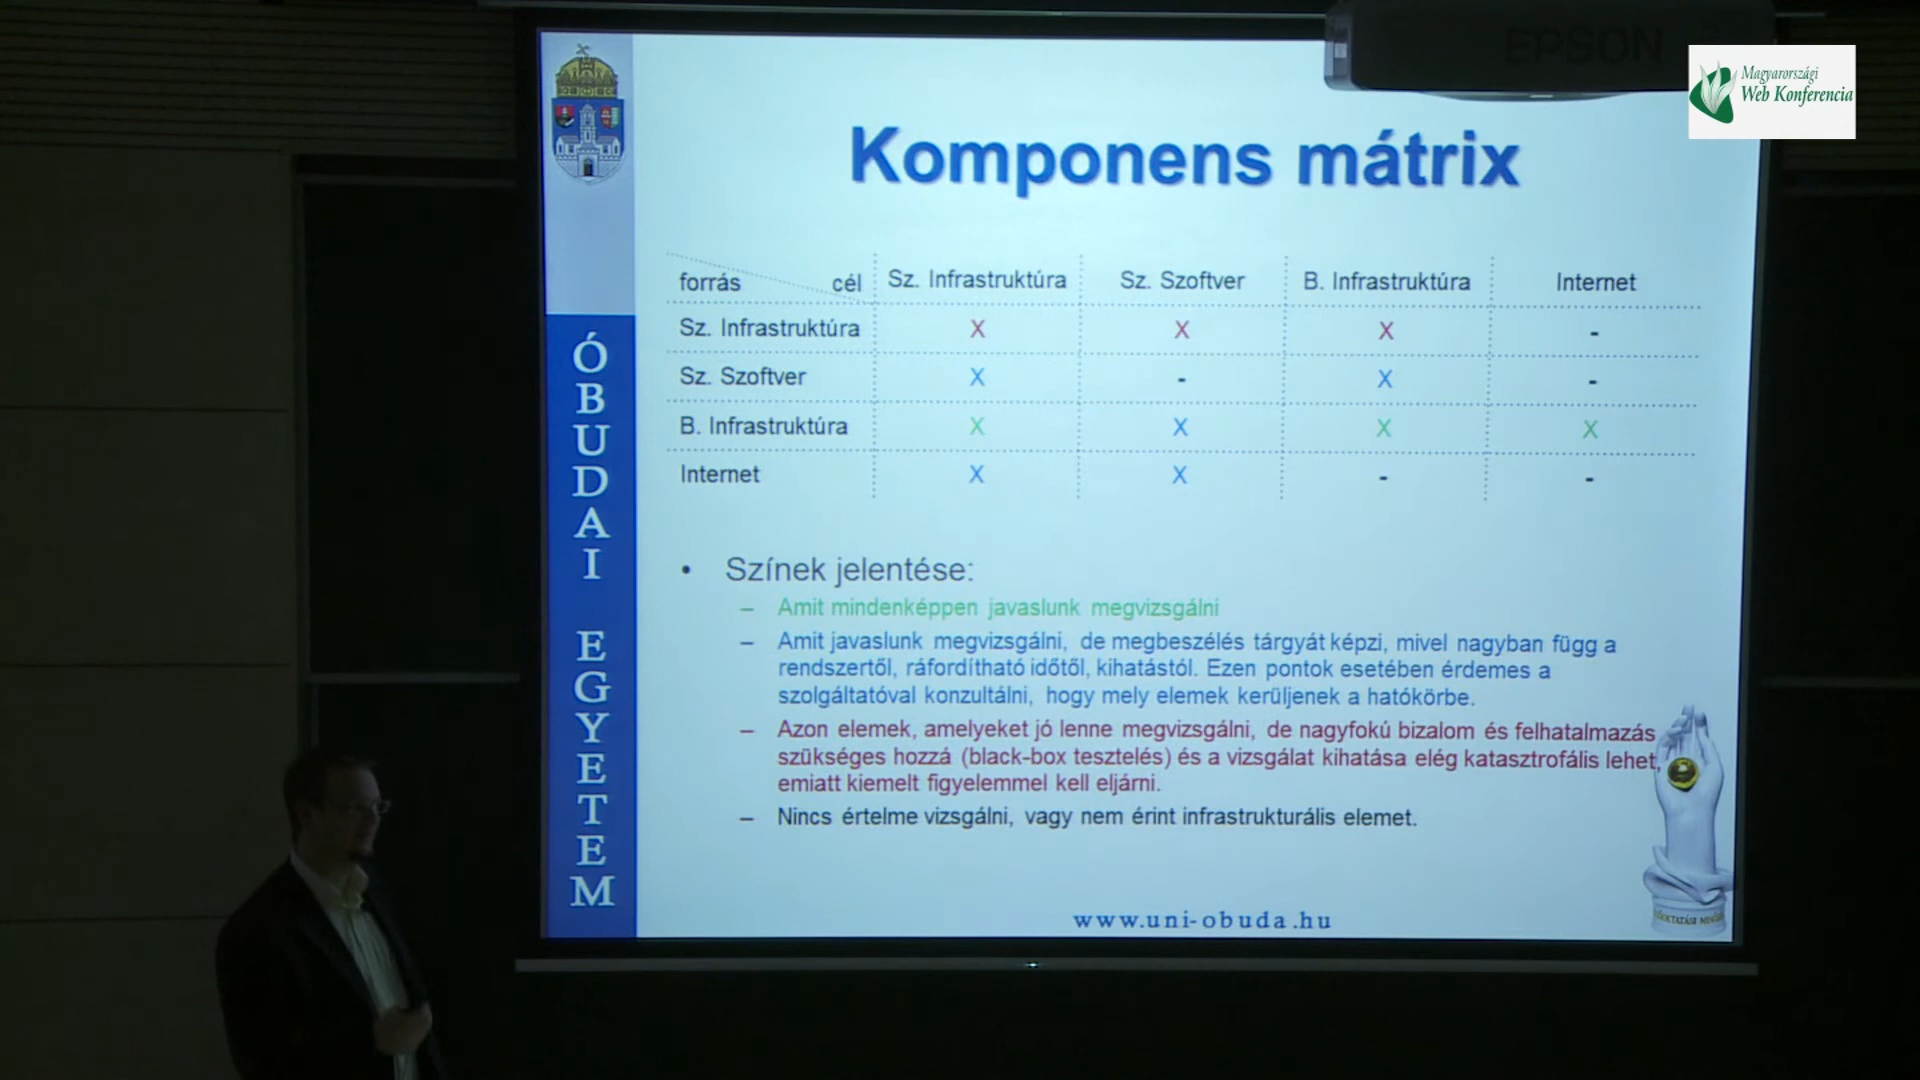 EPSON
Magyarországi
Web Konferencia
Komponens mátrix
forrás cél Sz. Infrastruktúra Sz. Szoftver B. Infrastruktúra Internet
Sz. Infrastruktúra X X X -
Sz. Szoftver X - X -
B. Infrastruktúra X X X X
Internet X X - -
• Színek jelentése:
– Amit mindenképpen javaslunk megvizsgálni
– Amit javaslunk megvizsgálni, de megbeszélés tárgyát képzi, mivel nagyban függ a
rendszertől, ráfordítható időtől, kihatástól. Ezen pontok esetében érdemes a
szolgáltatóval konzultálni, hogy mely elemek kerüljenek a hatókörbe.
– Azon elemek, amelyeket jó lenne megvizsgálni, de nagyfokú bizalom és felhatalmazás
szükséges hozzá (black-box tesztelés) és a vizsgálat kihatása elég katasztrofális lehet,
emiatt kiemelt figyelemmel kell eljárni.
– Nincs értelme vizsgálni, vagy nem érint infrastrukturális elemet.
www.uni-obuda.hu
ÓBUDAI EGYETEM